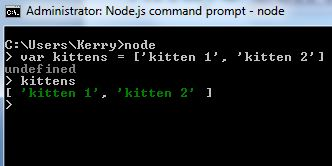 Administrator: Node.js command prompt - node
C:\Users\Kerry>node
> var kittens = ['kitten 1', 'kitten 2']
undefined
> kittens
[ 'kitten 1', 'kitten 2' ]
>